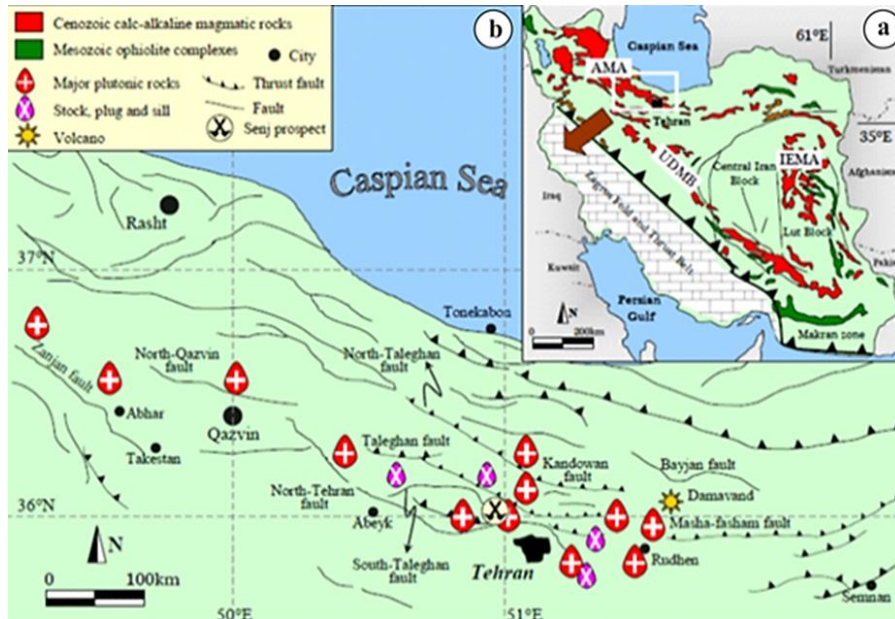 Cenozoic calc-alkaline magmatic rocks
Mesozoic ophiolite complexes
City
Major plutonic rocks
Thrust fault
Stock, plug and sill
Fault
Volcano
Senj prospect
b
a
Caspian Sea
61°E
AMA
Turkmenistan
Tehran
35°E
UDMB
Central Iran
Block
IEMA
Afghanistan
Iraq
Zagros Fold and Thrust Belt
Lut Block
Kuwait
Persian
Gulf
N
0
200km
Makran zone
Caspian Sea
Rasht
37°N
Tonekabon
Zanjan fault
North-Qazvin
fault
North-Taleghan
fault
Abhar
Qazvin
Takestan
Taleghan fault
Kandowan
fault
Bayjan fault
North-Tehran
fault
Damavand
36°N
Abeyk
Masha-fasham fault
N
Rudhen
South-Taleghan
fault
Tehran
0
100km
Semnan
50°E
51°E